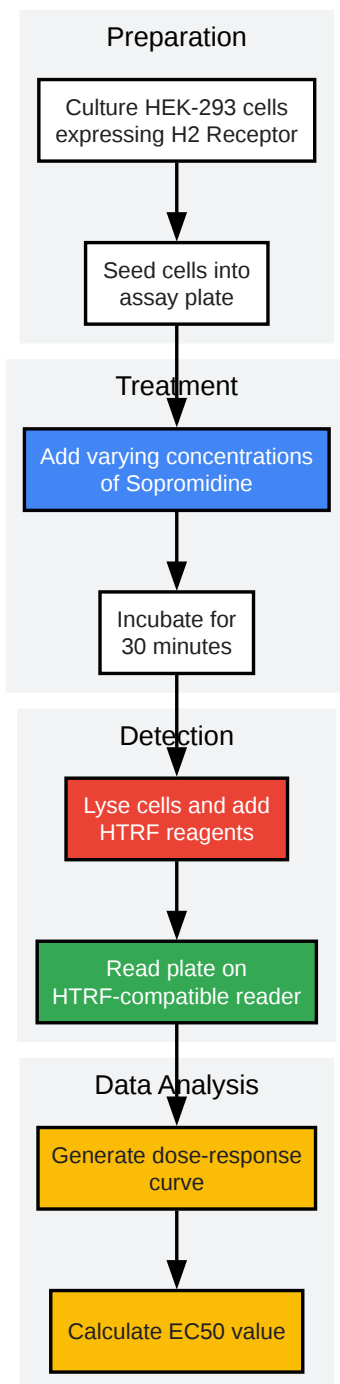 Preparation
Culture HEK-293 cells
expressing H2 Receptor
Seed cells into
assay plate
Treatment
Add varying concentrations
of Sopromidine
Incubate for
30 minutes
Detection
Lyse cells and add
HTRF reagents
Read plate on
HTRF-compatible reader
Data Analysis
Generate dose-response
curve
Calculate EC50 value